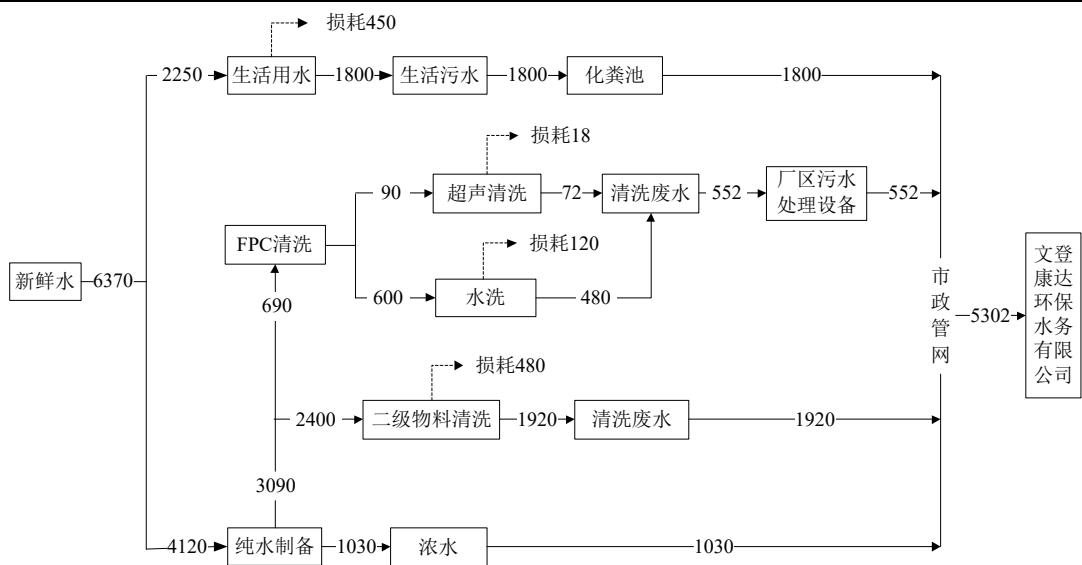 损耗450
2250
生活用水
1800
生活污水
1800
化粪池
1800
损耗18
90
超声清洗
72
清洗废水
552
厂区污水
处理设备
552
FPC清洗
损耗120
新鲜水
6370
690
600
水洗
480
市
政
管
网
5302
文登
康达
环保
水务
有限
公司
损耗480
2400
二级物料清洗
1920
清洗废水
1920
3090
4120
纯水制备
1030
浓水
1030